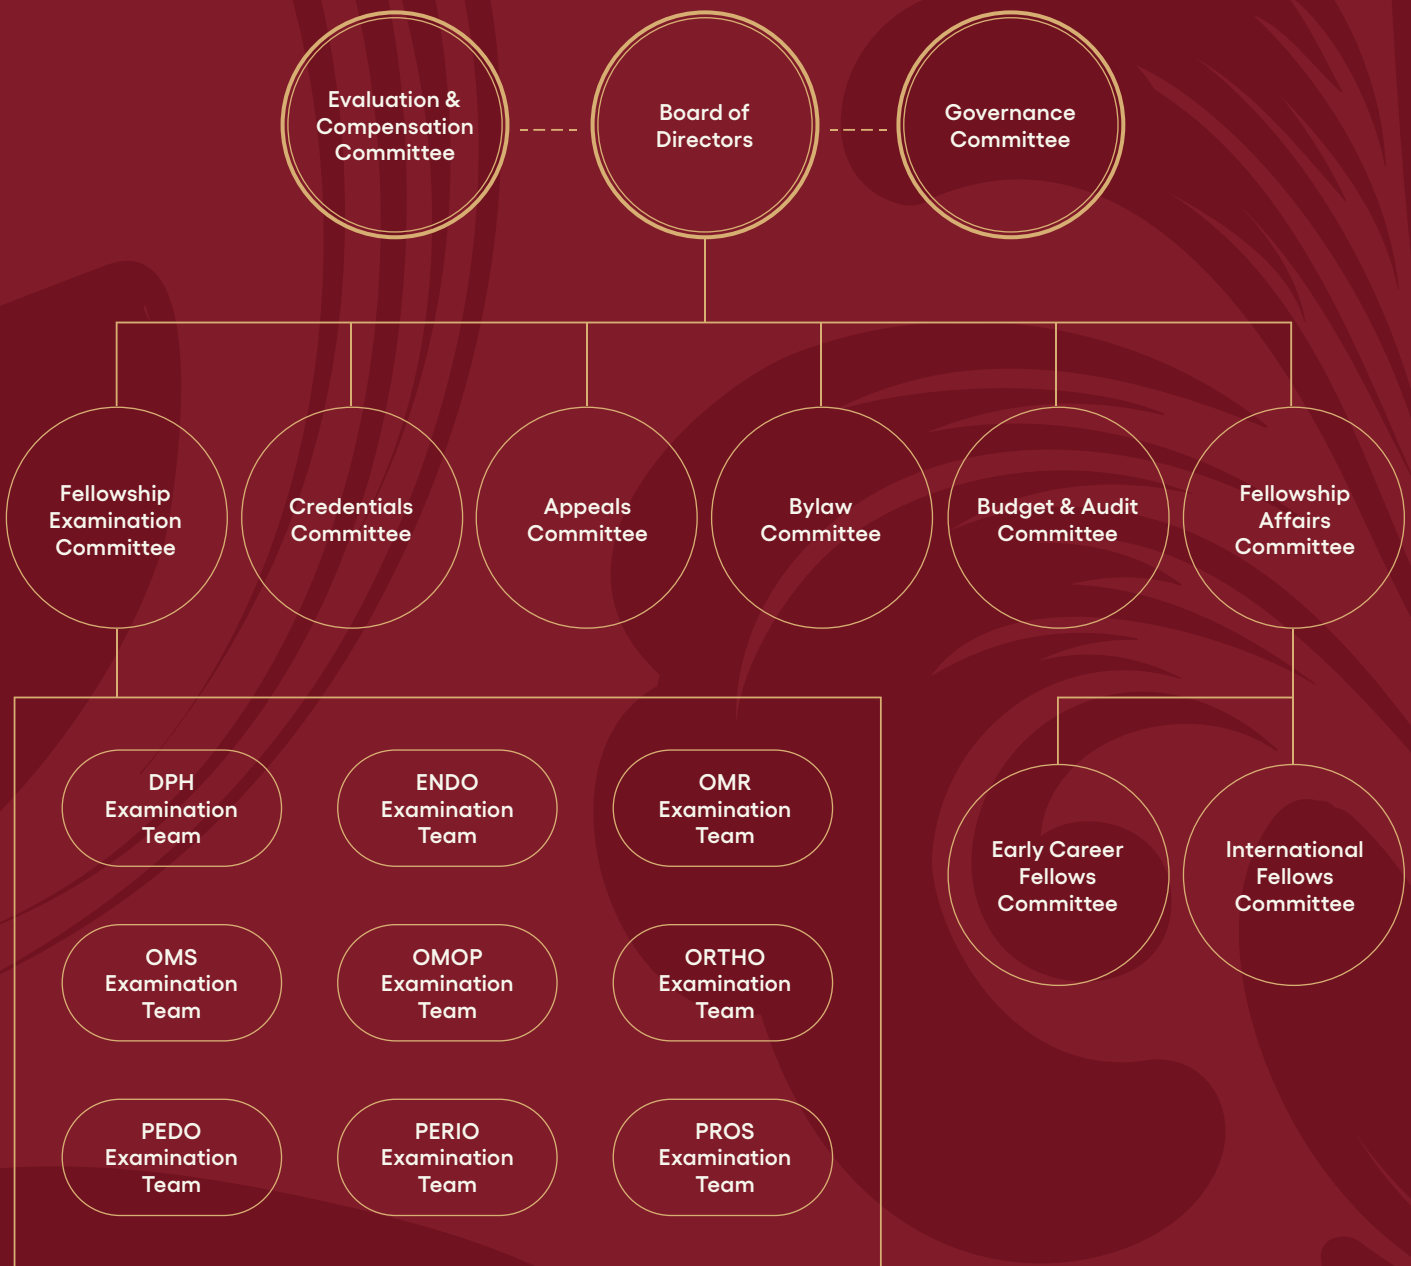 Evaluation &
Compensation
Committee
Board of
Directors
Governance
Committee
Fellowship
Examination
Committee
Credentials
Committee
Appeals
Committee
Bylaw
Committee
Budget & Audit
Committee
Fellowship
Affairs
Committee
DPH
Examination
Team
ENDO
Examination
Team
OMR
Examination
Team
Early Career
Fellows
Committee
International
Fellows
Committee
OMS
Examination
Team
OMOP
Examination
Team
ORTHO
Examination
Team
PEDO
Examination
Team
PERIO
Examination
Team
PROS
Examination
Team